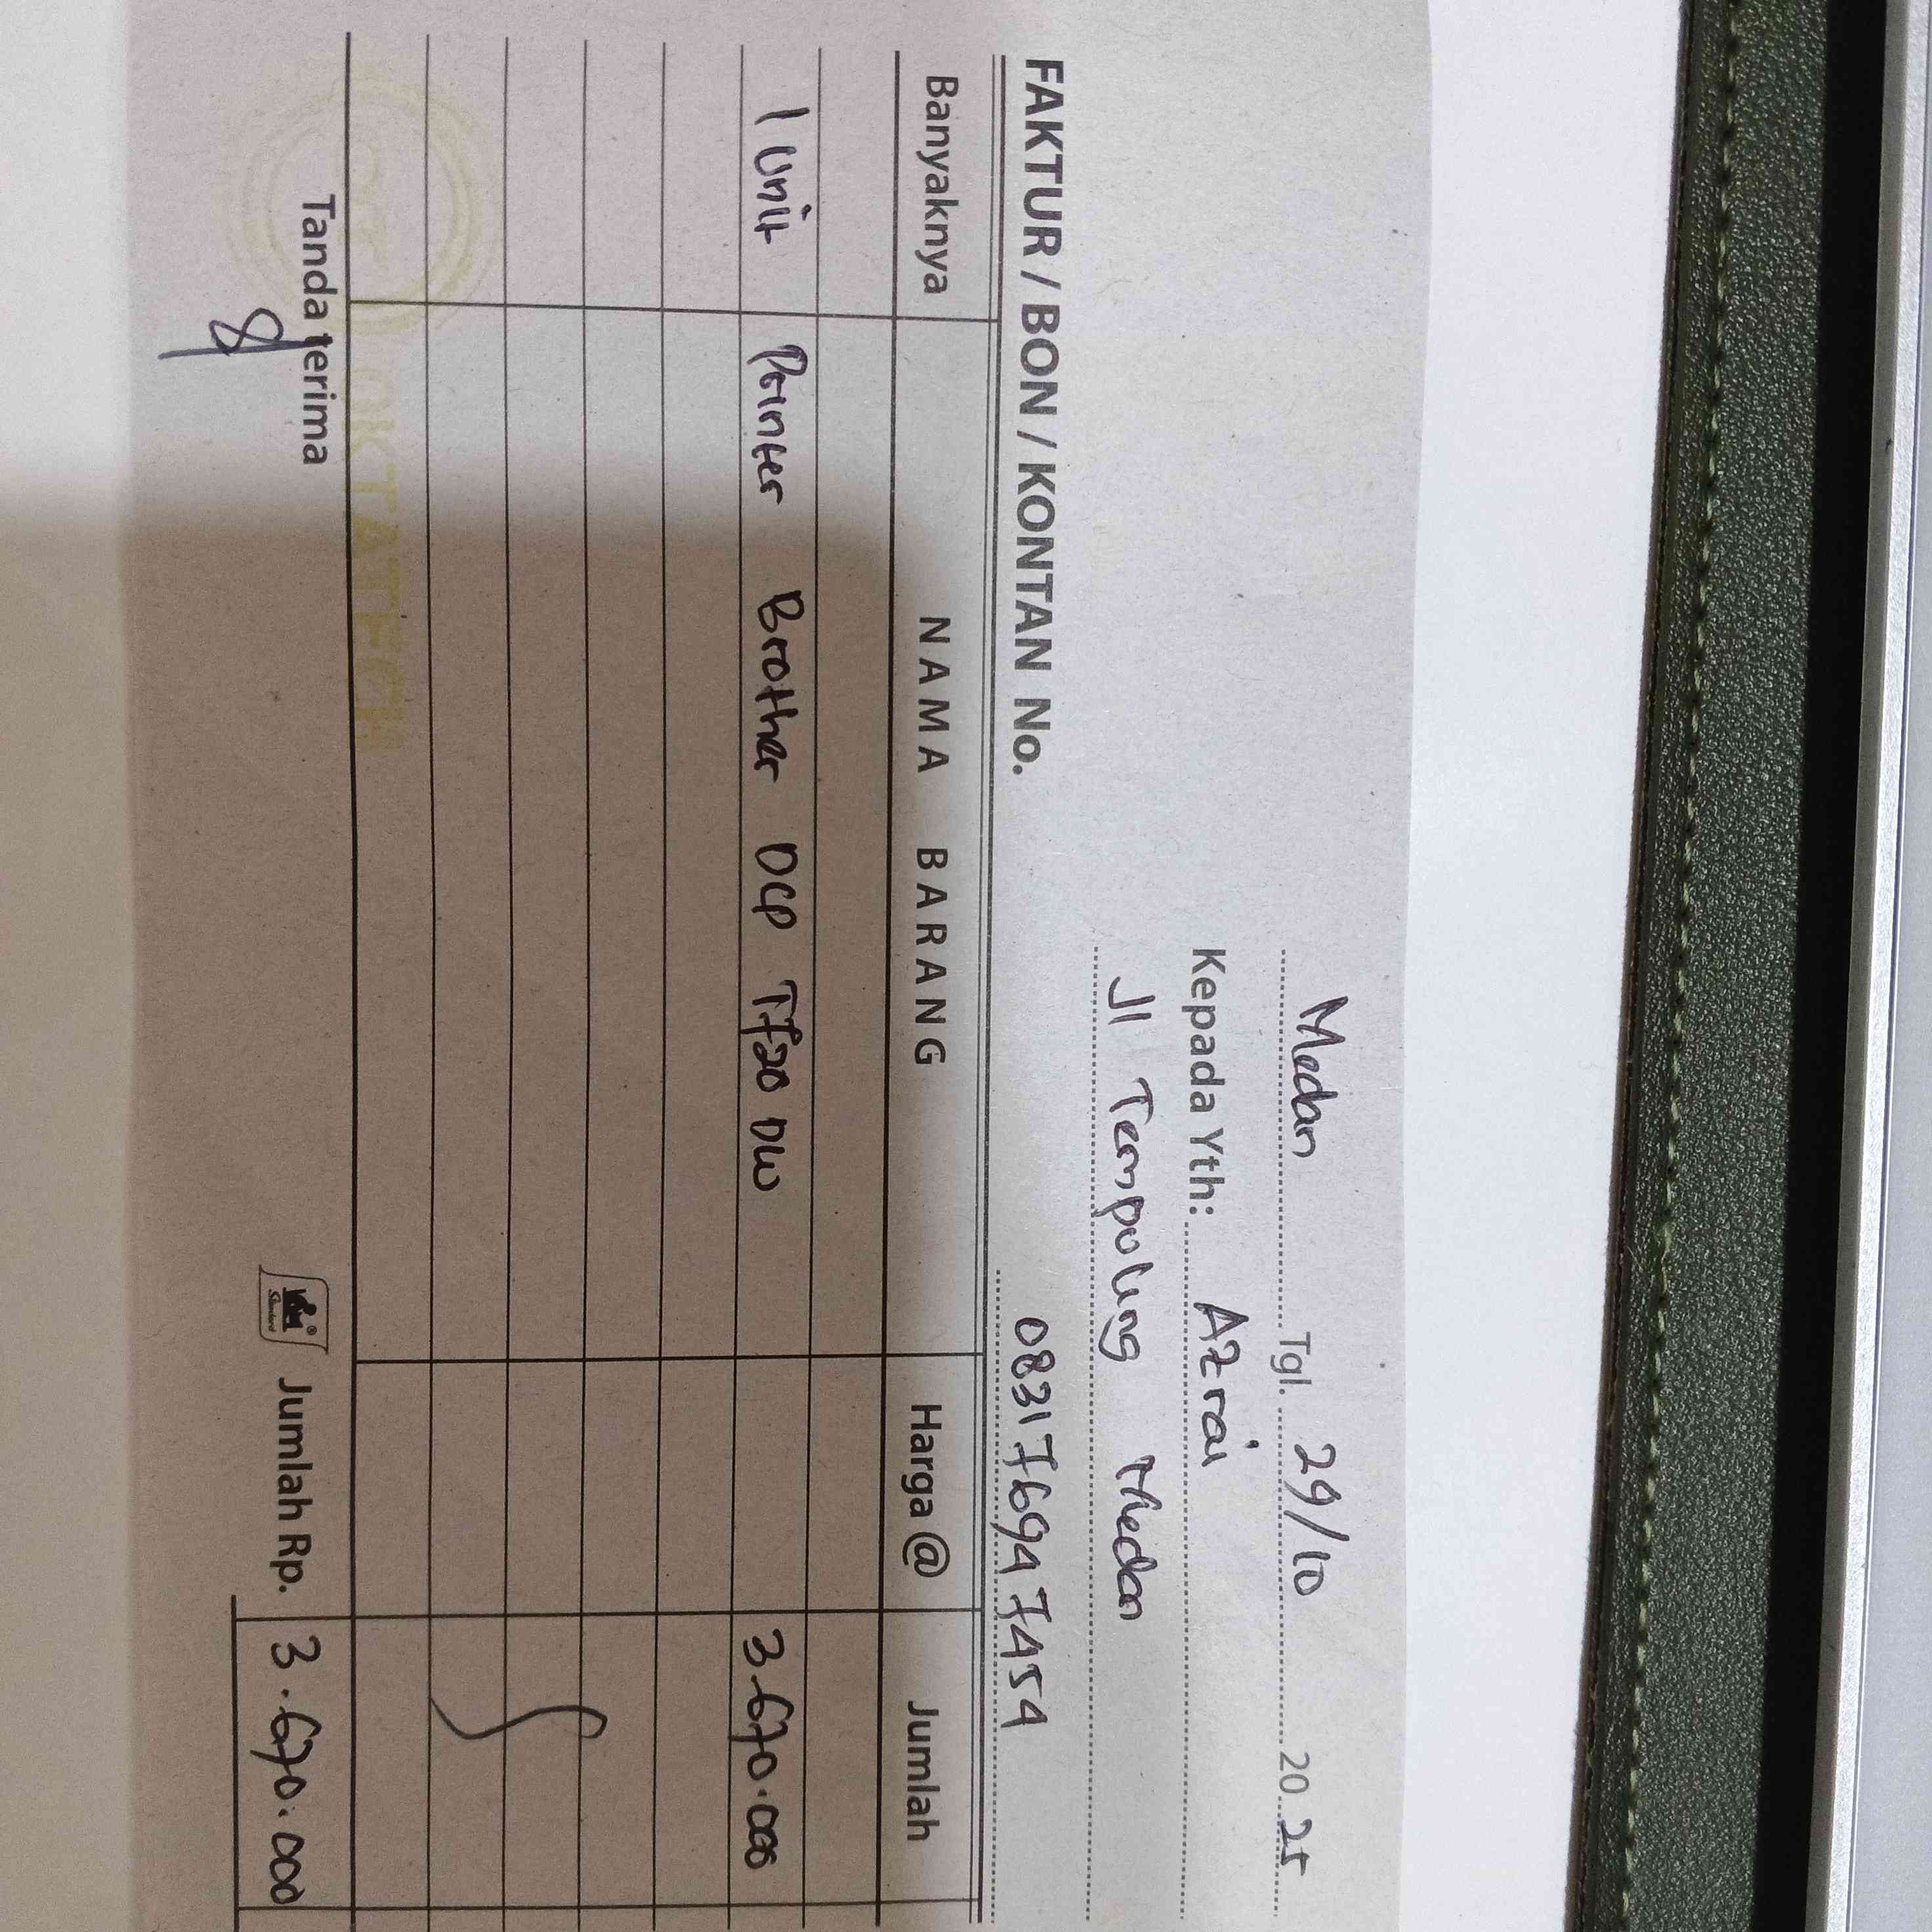 Medan Tgl. 29/10 20 25
Kepada Yth: Azrai
Jl Tempuling Medan
083176947454
FAKTUR / BON / KONTAN No.
Banyaknya NAMA BARANG Harga @ Jumlah
1 Unit Printer Brother DCP T720 DW 3.670.000
OKTATECH
Tanda terima Jumlah Rp. 3.670.000